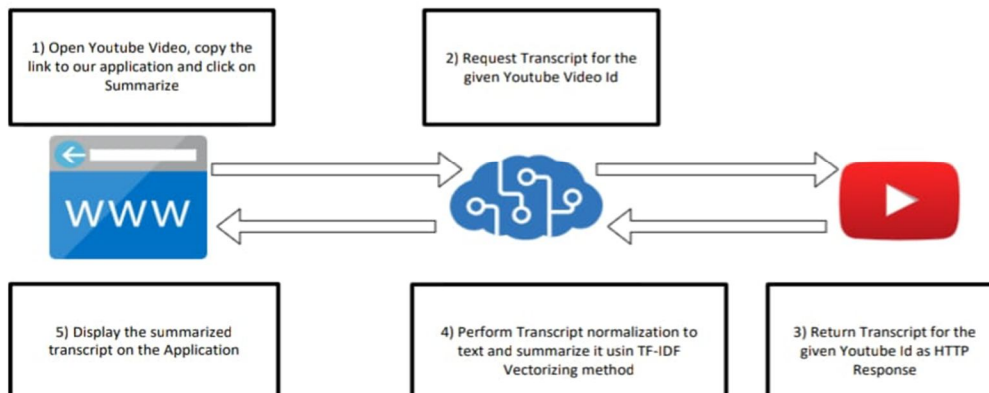 1) Open Youtube Video, copy the
link to our application and click on
Summarize
2) Request Transcript for the
given Youtube Video Id
www
5) Display the summarized
transcript on the Application
4) Perform Transcript normalization to
text and summarize it usin TF-IDF
Vectorizing method
3) Return Transcript for the
given Youtube Id as HTTP
Response